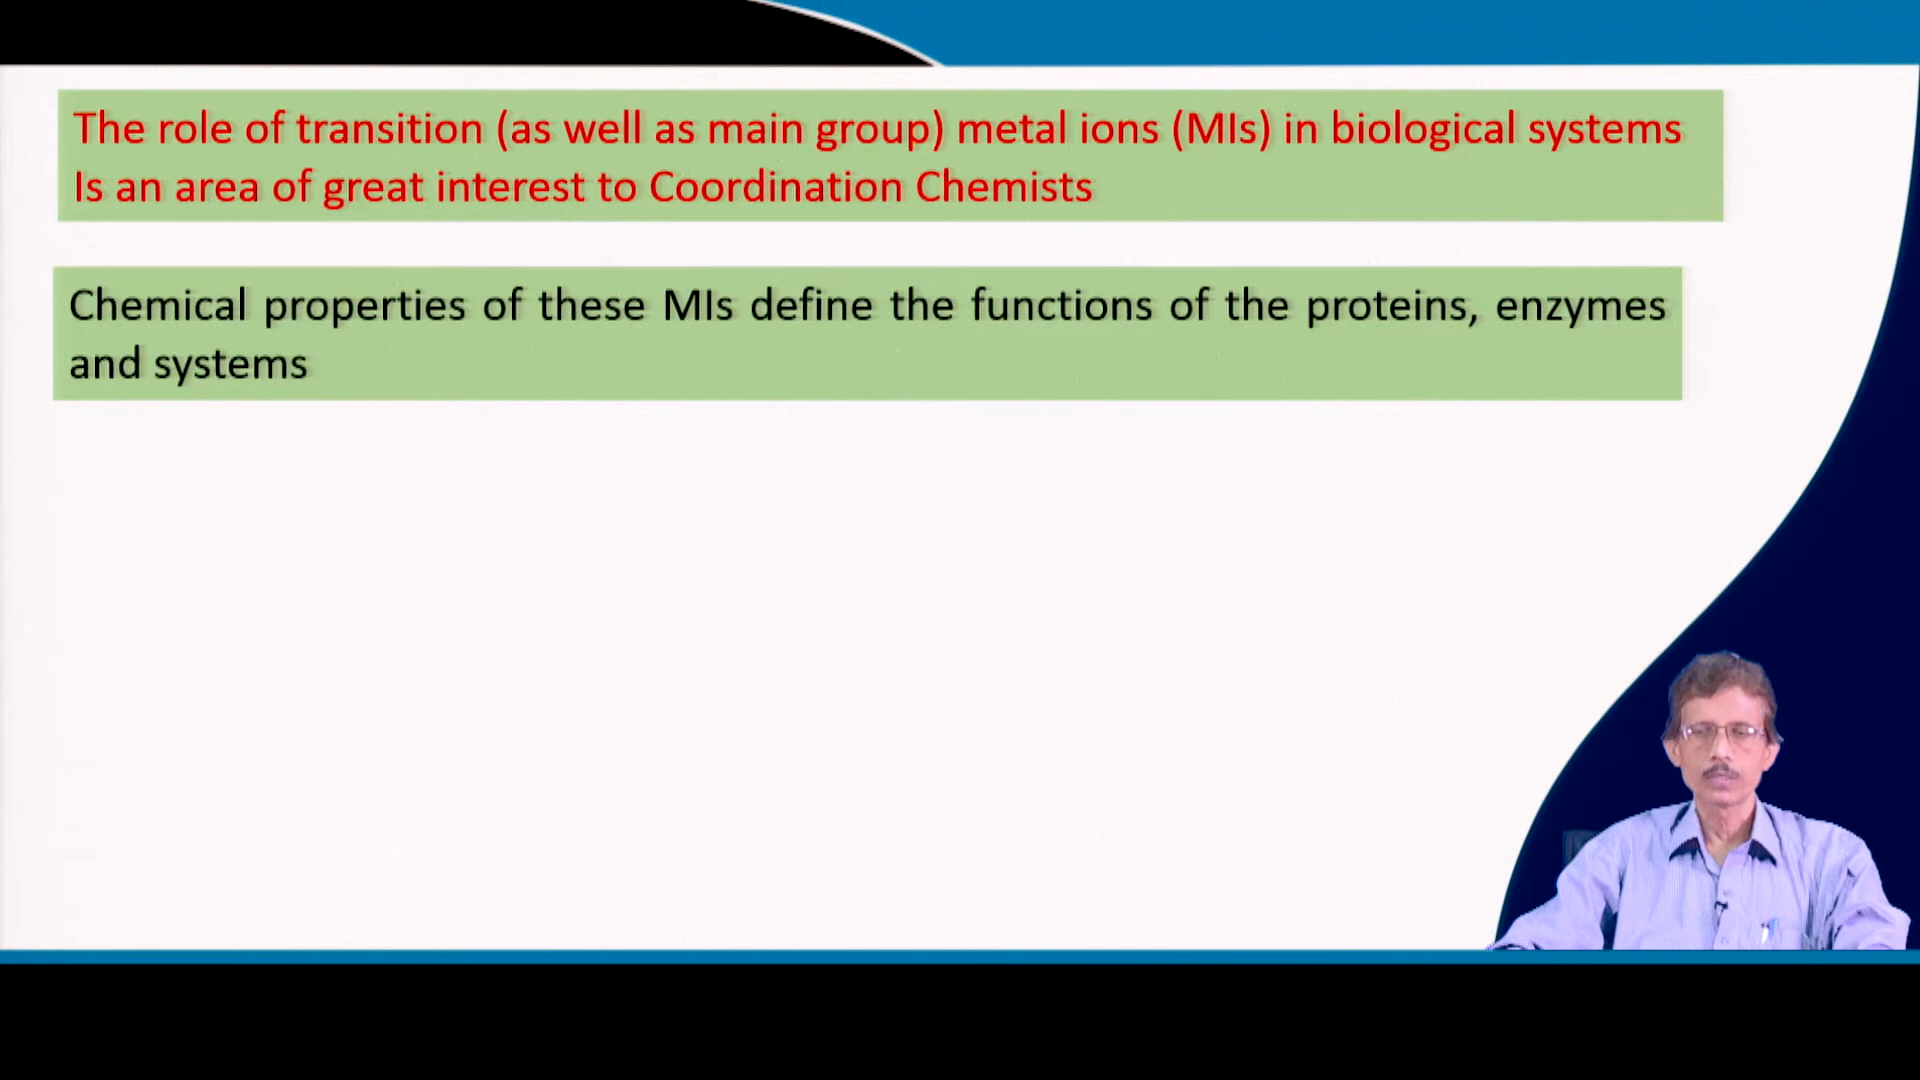 The role of transition (as well as main group) metal ions (MIs) in biological systems
Is an area of great interest to Coordination Chemists
Chemical properties of these MIs define the functions of the proteins, enzymes
and systems